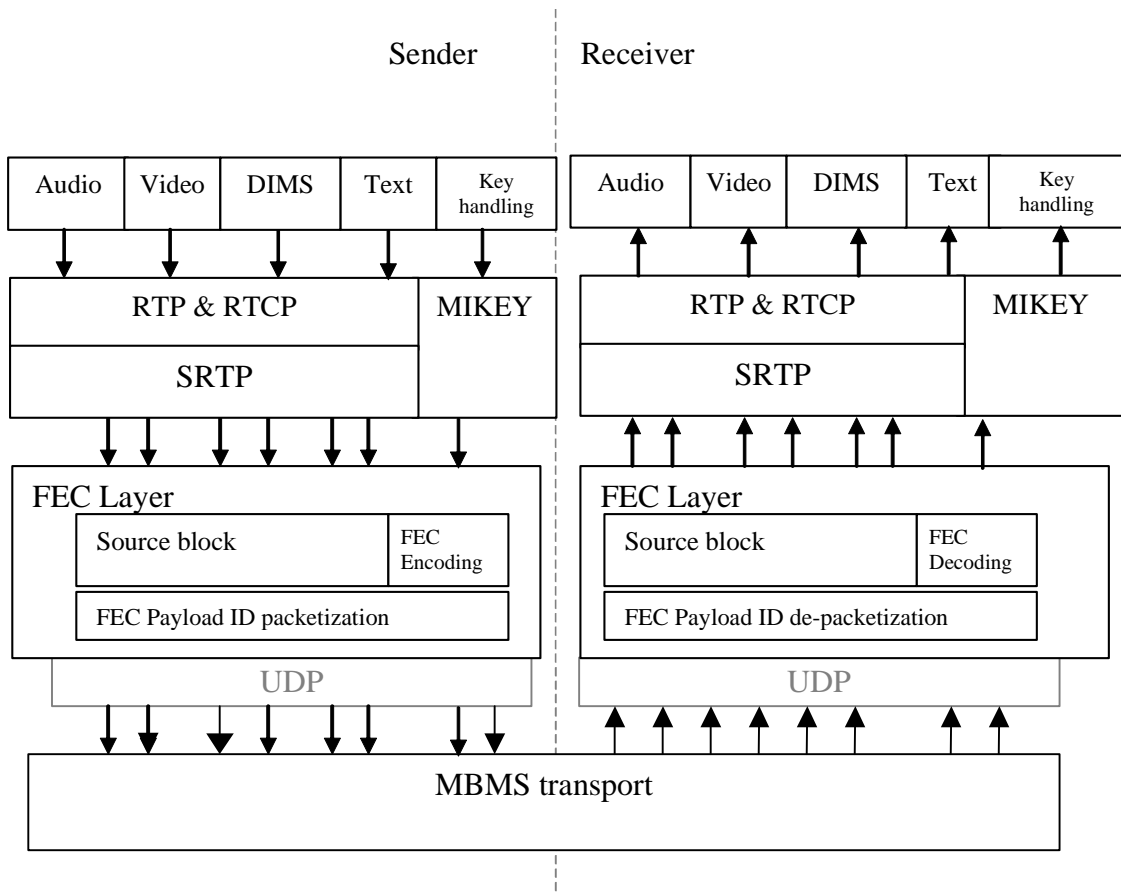 Sender Receiver
Audio Video DIMS Text Key handling Audio Video DIMS Text Key handling
RTP & RTCP MIKEY RTP & RTCP MIKEY
SRTP SRTP
FEC Layer FEC Layer
Source block FEC Encoding Source block FEC Decoding
FEC Payload ID packetization FEC Payload ID de-packetization
UDP UDP
MBMS transport